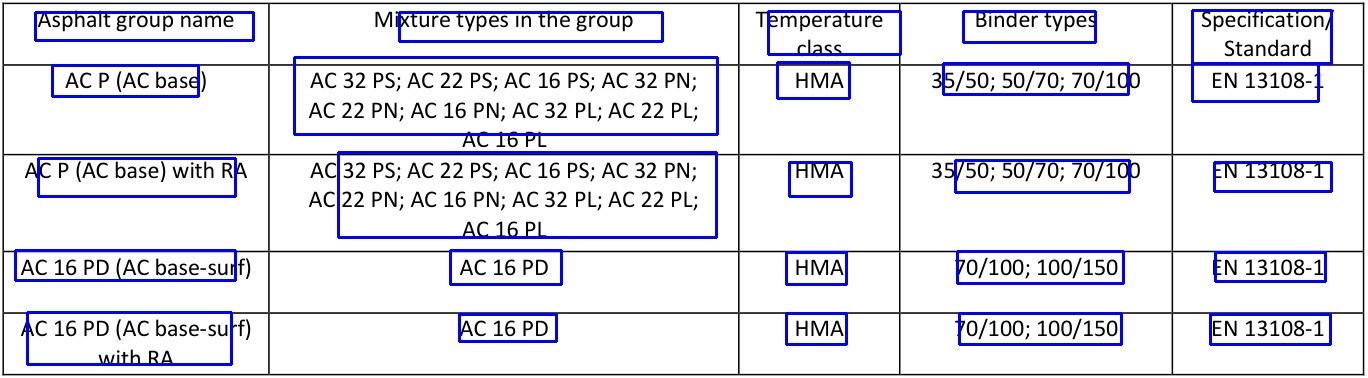 Asphalt group name Mixture types in the group Temperature class Binder types Specification/ Standard
AC P (AC base) AC 32 PS; AC 22 PS; AC 16 PS; AC 32 PN; HMA 35/50; 50/70; 70/100 EN 13108-1
AC 22 PN; AC 16 PN; AC 32 PL; AC 22 PL;
AC 16 PL
AC P (AC base) with RA AC 32 PS; AC 22 PS; AC 16 PS; AC 32 PN; HMA 35/50; 50/70; 70/100 EN 13108-1
AC 22 PN; AC 16 PN; AC 32 PL; AC 22 PL;
AC 16 PL
AC 16 PD (AC base-surf) AC 16 PD HMA 70/100; 100/150 EN 13108-1
AC 16 PD (AC base-surf) AC 16 PD HMA 70/100; 100/150 EN 13108-1
with RA